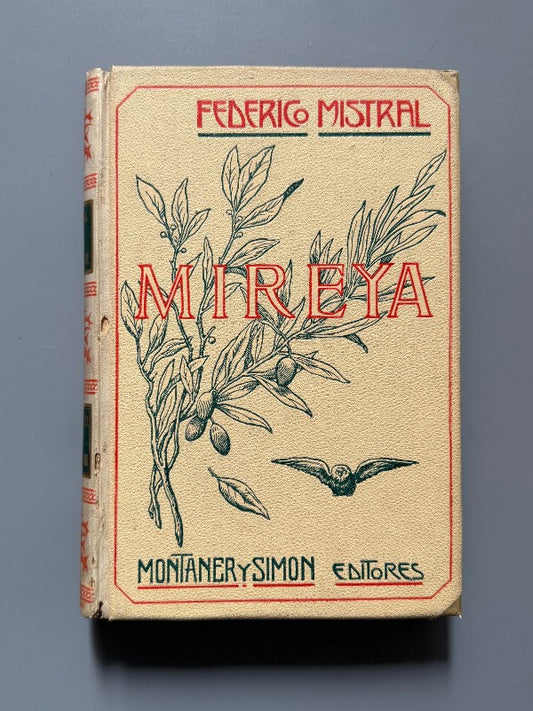 FEDERICO MISTRAL
MIREYA
MONTANER Y SIMON EDITORES